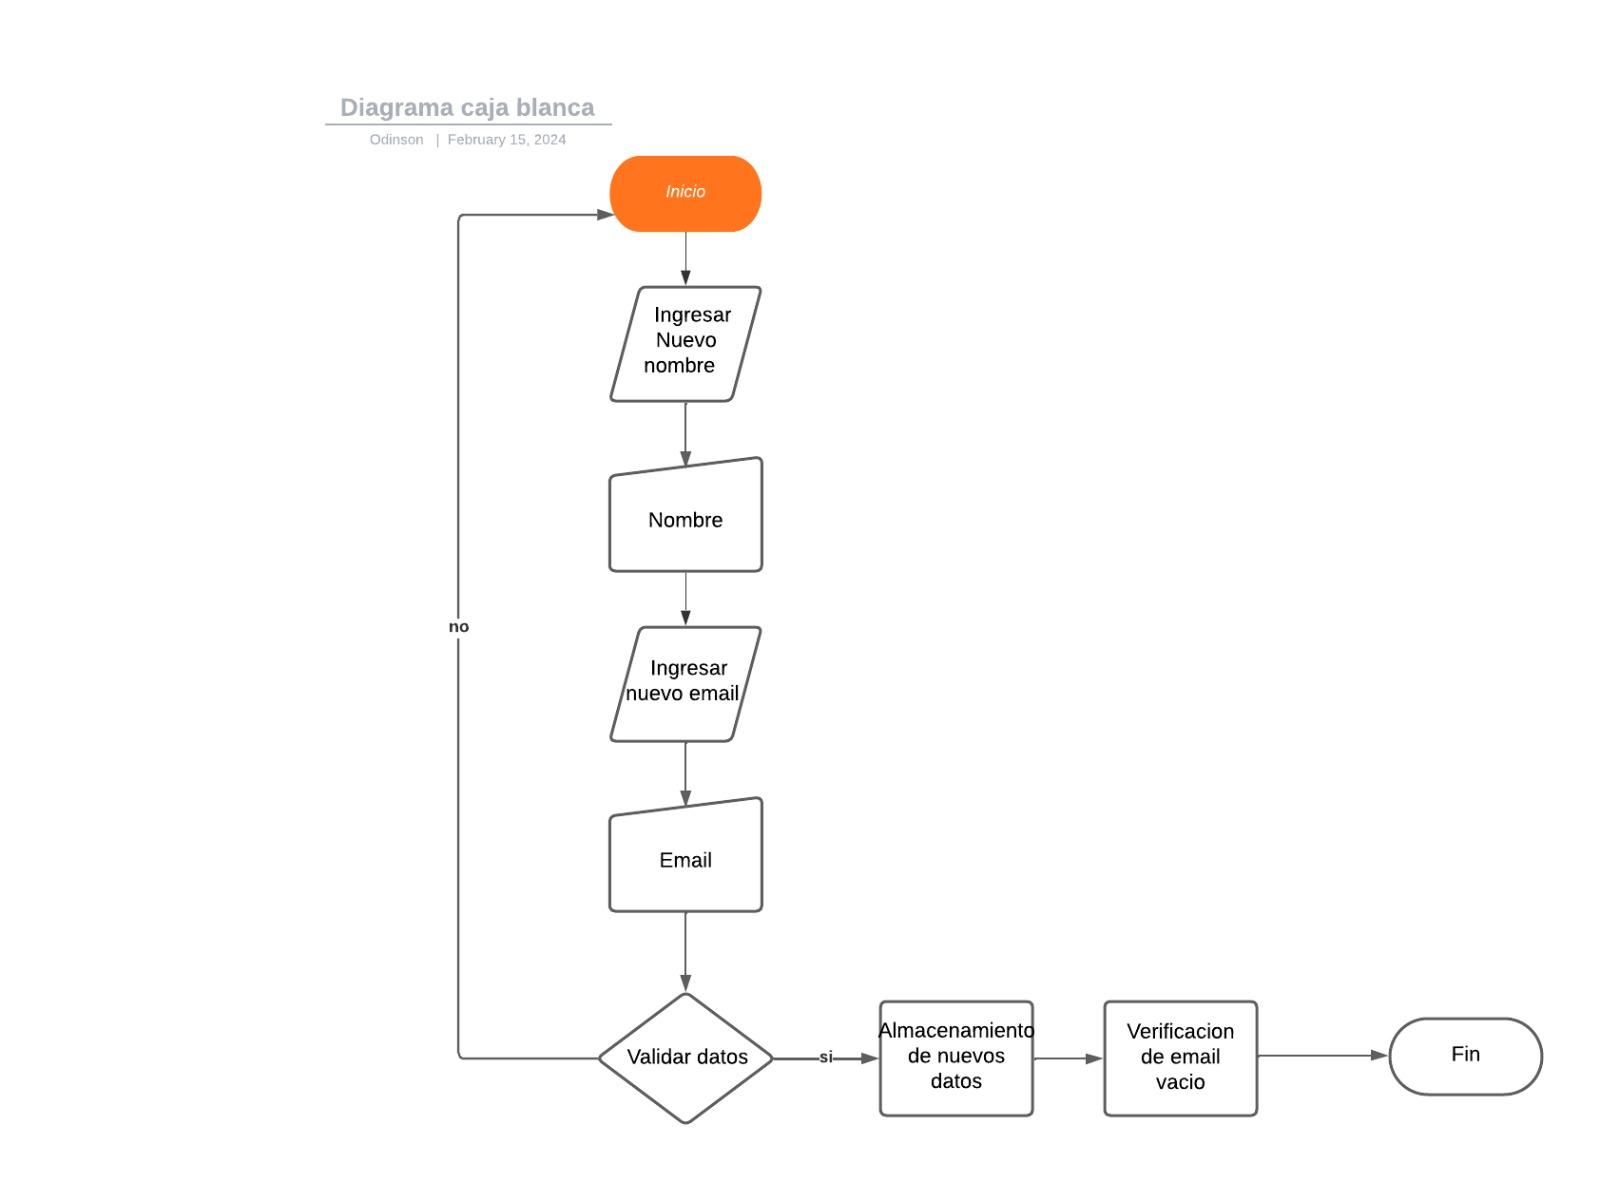 Diagrama caja blanca
Odinson | February 15, 2024
Inicio
Ingresar
Nuevo
nombre
Nombre
no
Ingresar
nuevo email
Email
Validar datos
si
Almacenamiento
de nuevos
datos
Verificacion
de email
vacio
Fin